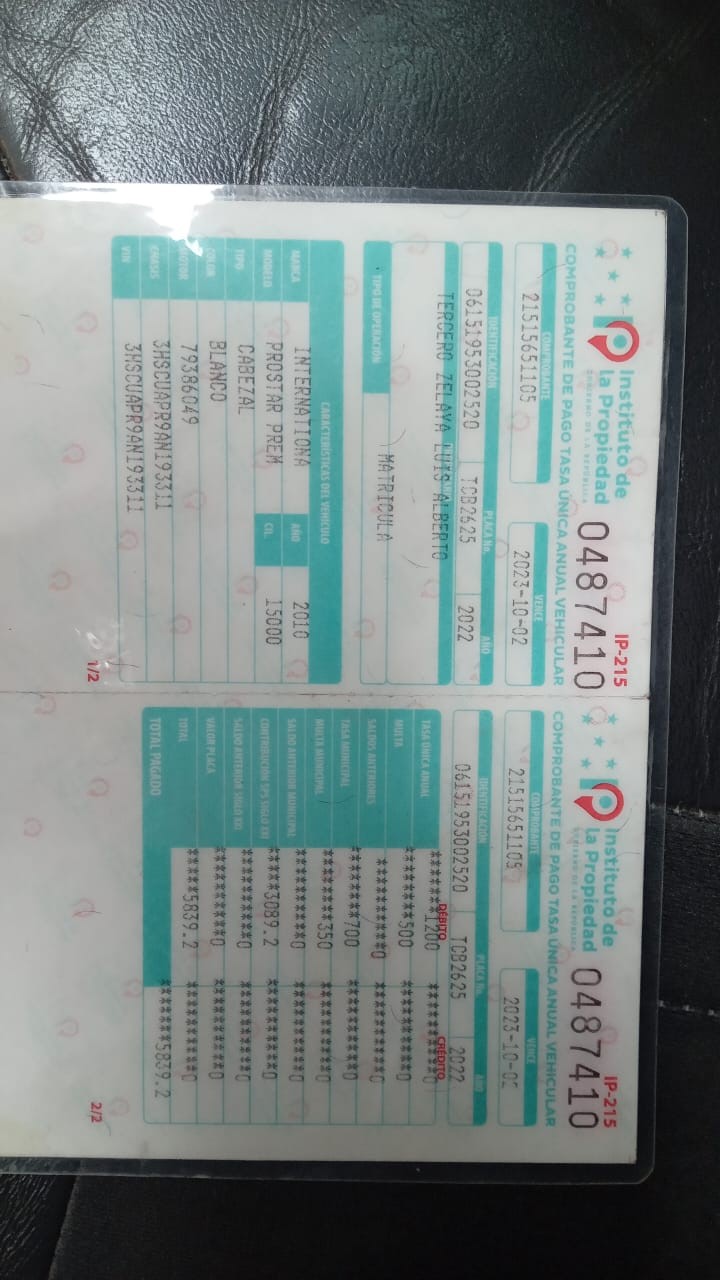 Instituto de
la Propiedad
GOBIERNO DE LA REPÚBLICA
IP-215
0487410
COMPROBANTE DE PAGO TASA ÚNICA ANUAL VEHICULAR
COMPROBANTE
VENCE
21515651105
2023-10-02
IDENTIFICACIÓN
PLACA No.
AÑO
06151953002520
TCB2625
2022
TERCERO ZELAYA LUIS ALBERTO
TIPO DE OPERACIÓN
MATRICULA
CARACTERÍSTICAS DEL VEHÍCULO
MARCA
INTERNATIONA
AÑO
2010
MODELO
PROSTAR PREM
CIL.
15000
TIPO
CABEZAL
COLOR
BLANCO
MOTOR
79386049
CHASIS
3HSCUAPR9AN193311
VIN
3HSCUAPR9AN193311
1/2
Instituto de
la Propiedad
GOBIERNO DE LA REPÚBLICA
IP-215
0487410
COMPROBANTE DE PAGO TASA ÚNICA ANUAL VEHICULAR
COMPROBANTE
VENCE
21515651105
2023-10-02
IDENTIFICACIÓN
PLACA No.
AÑO
06151953002520
TCB2625
2022
DÉBITO
CRÉDITO
TASA ÚNICA ANUAL
*******1200
**********0
MULTA
********500
**********0
SALDOS ANTERIORES
**********0
**********0
TASA MUNICIPAL
********700
**********0
MULTA MUNICIPAL
********350
**********0
SALDO ANTERIOR MUNICIPAL
**********0
**********0
CONTRIBUCIÓN SPS SIGLO XXI
*****3089.2
**********0
SALDO ANTERIOR SIGLO XXI
**********0
**********0
VALOR PLACA
**********0
**********0
TOTAL
*****5839.2
**********0
TOTAL PAGADO
*******5839.2
2/2